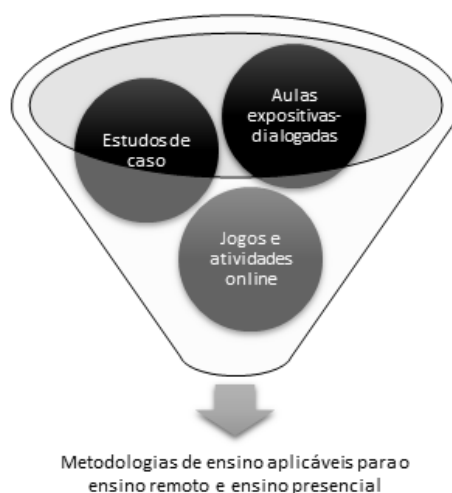 Aulas
expositivas-
dialogadas
Estudos de
caso
Jogos e
atividades
online
Metodologias de ensino aplicáveis para o
ensino remoto e ensino presencial